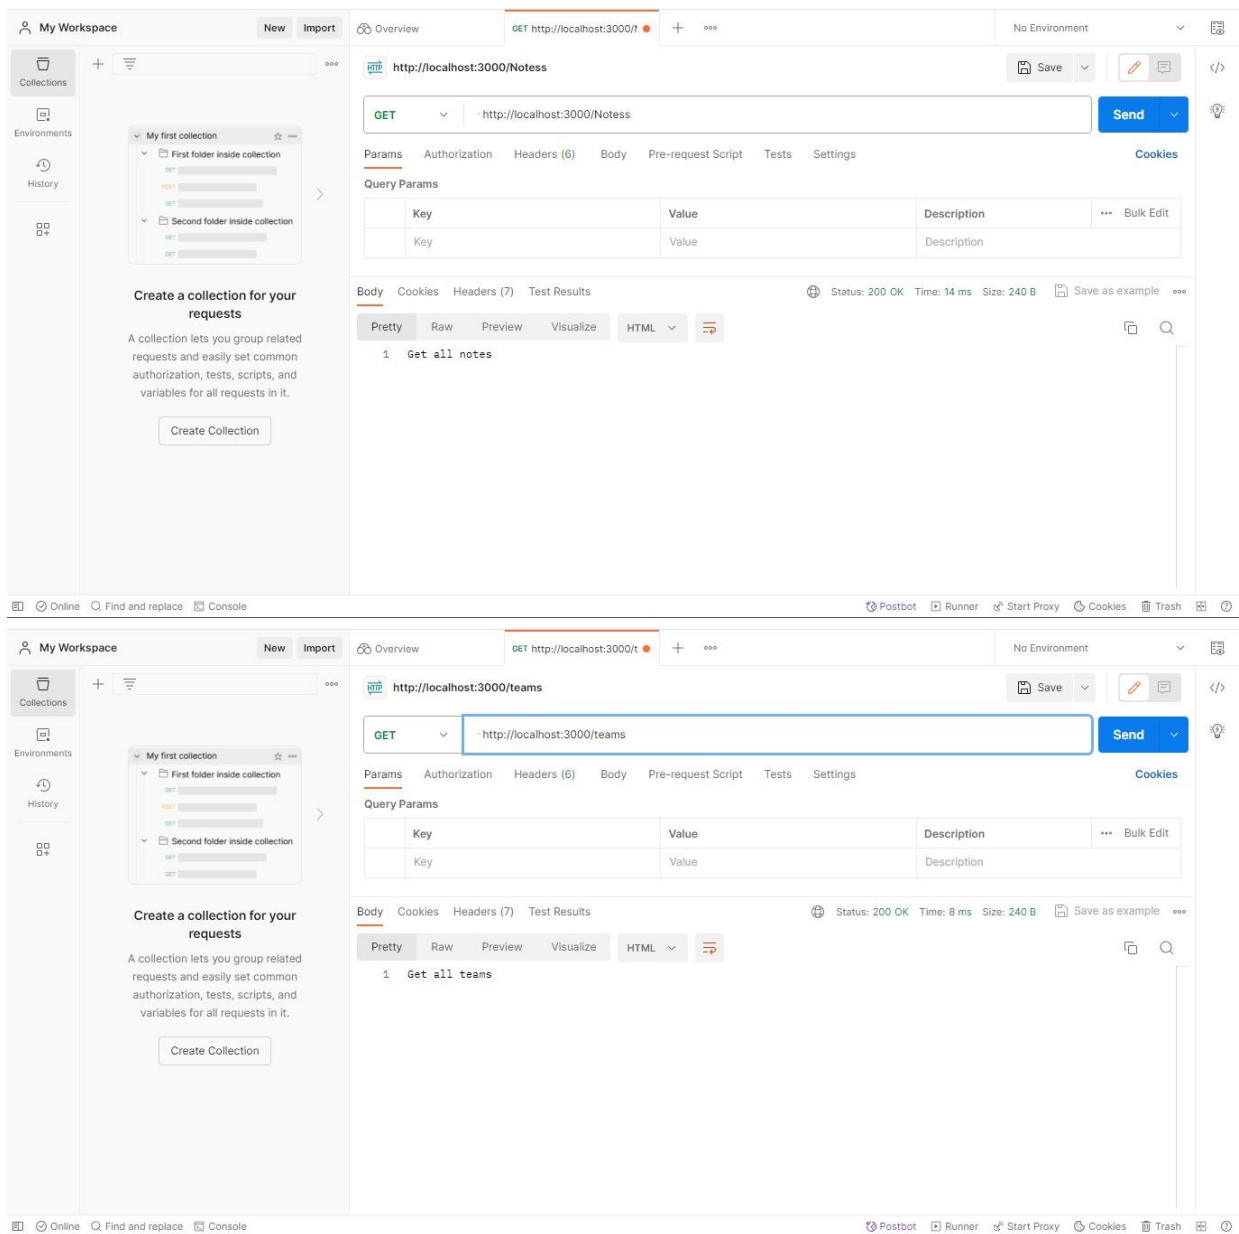 My Workspace New Import Overview GET http://localhost:3000/ No Environment
http://localhost:3000/Notess Save
Collections
GET http://localhost:3000/Notess Send
Environments
My first collection
First folder inside collection
GET
POST
GET
Second folder inside collection
GET
GET
History
Params Authorization Headers (6) Body Pre-request Script Tests Settings Cookies
Query Params
Key Value Description Bulk Edit
Key Value Description
Create a collection for your
requests
A collection lets you group related
requests and easily set common
authorization, tests, scripts, and
variables for all requests in it.
Create Collection
Body Cookies Headers (7) Test Results Status: 200 OK Time: 14 ms Size: 240 B Save as example
Pretty Raw Preview Visualize HTML
1 Get all notes
Online Find and replace Console Postbot Runner Start Proxy Cookies Trash
My Workspace New Import Overview GET http://localhost:3000/t No Environment
http://localhost:3000/teams Save
Collections
GET http://localhost:3000/teams Send
Environments
My first collection
First folder inside collection
GET
POST
GET
Second folder inside collection
GET
GET
History
Params Authorization Headers (6) Body Pre-request Script Tests Settings Cookies
Query Params
Key Value Description Bulk Edit
Key Value Description
Create a collection for your
requests
A collection lets you group related
requests and easily set common
authorization, tests, scripts, and
variables for all requests in it.
Create Collection
Body Cookies Headers (7) Test Results Status: 200 OK Time: 8 ms Size: 240 B Save as example
Pretty Raw Preview Visualize HTML
1 Get all teams
Online Find and replace Console Postbot Runner Start Proxy Cookies Trash